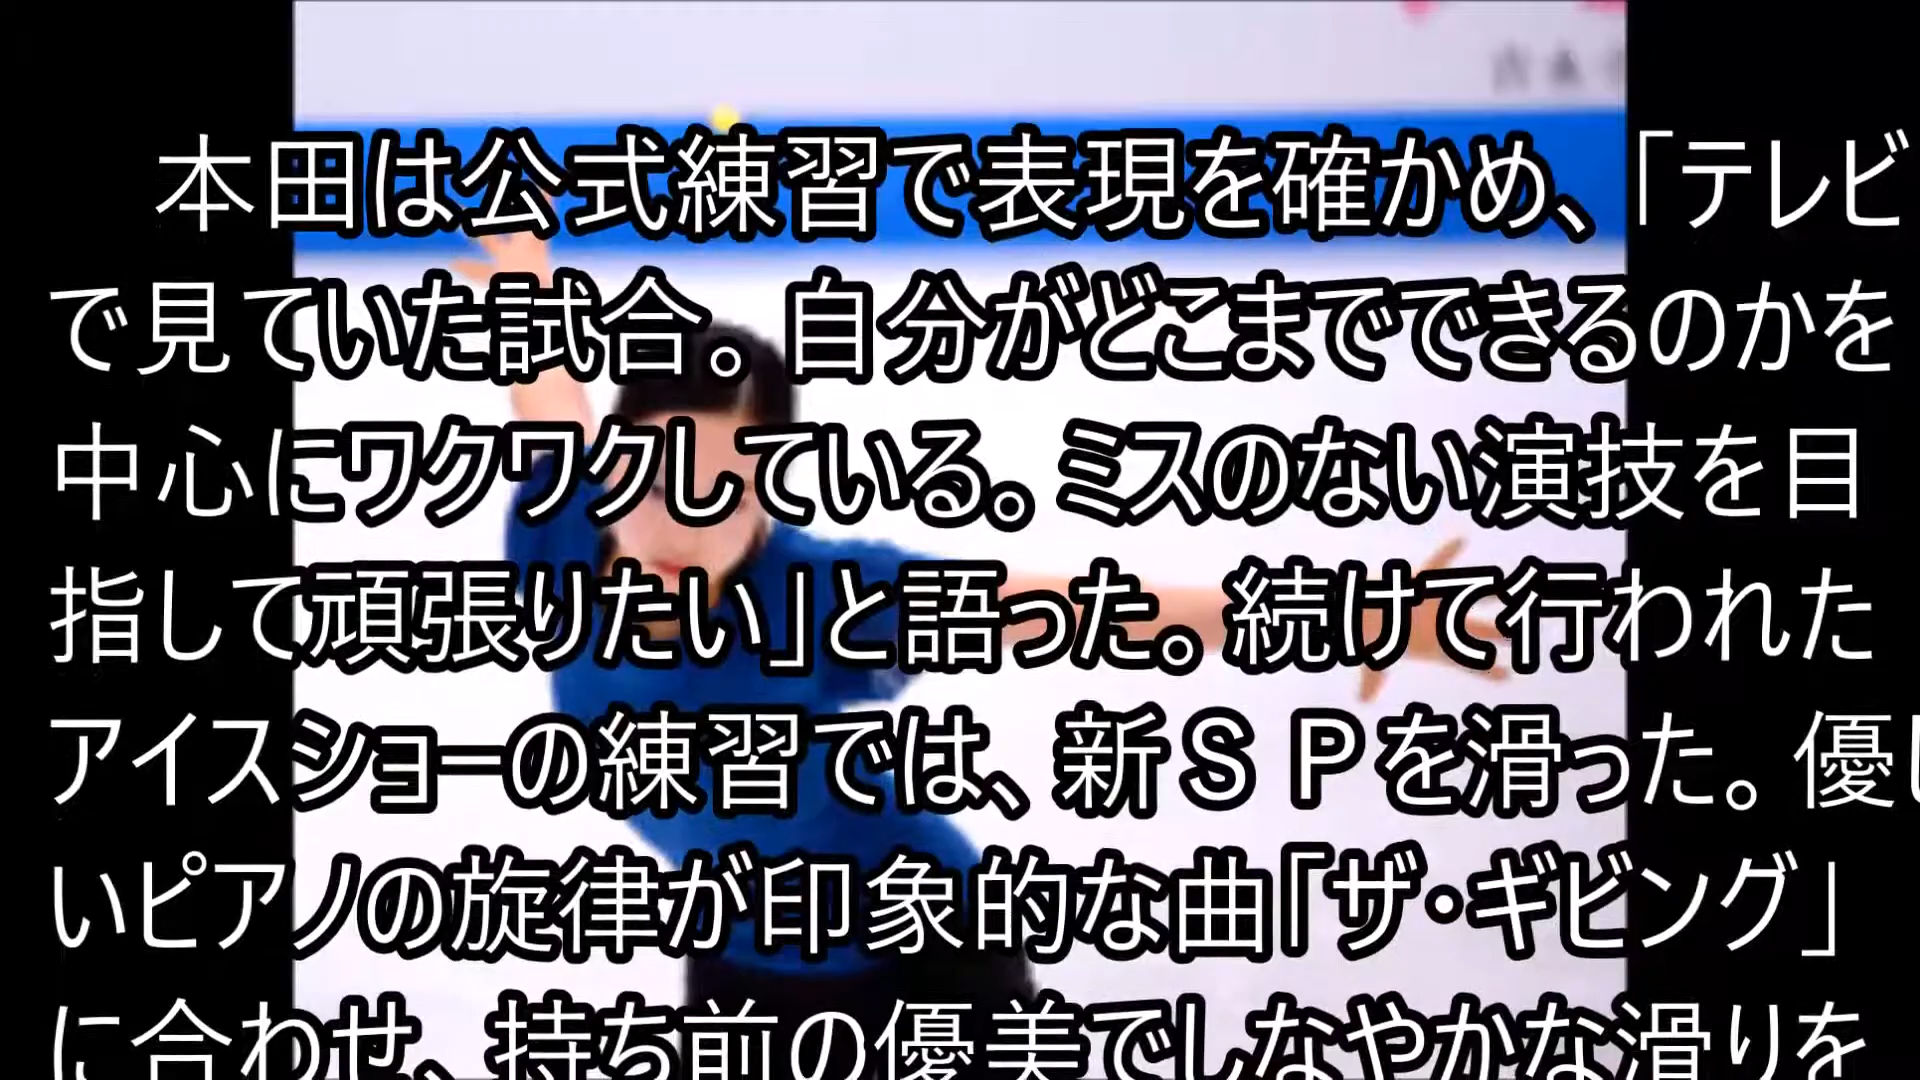 本田は公式練習で表現を確かめ、「テレビ
で見ていた試合。自分がどこまでできるのかを
中心にワクワクしている。ミスのない演技を目
指して頑張りたい」と語った。続けて行われた
アイスショーの練習では、新ＳＰを滑った。優し
いピアノの旋律が印象的な曲「ザ・ギビング」
に合わせ、持ち前の優美でしなやかな滑りを